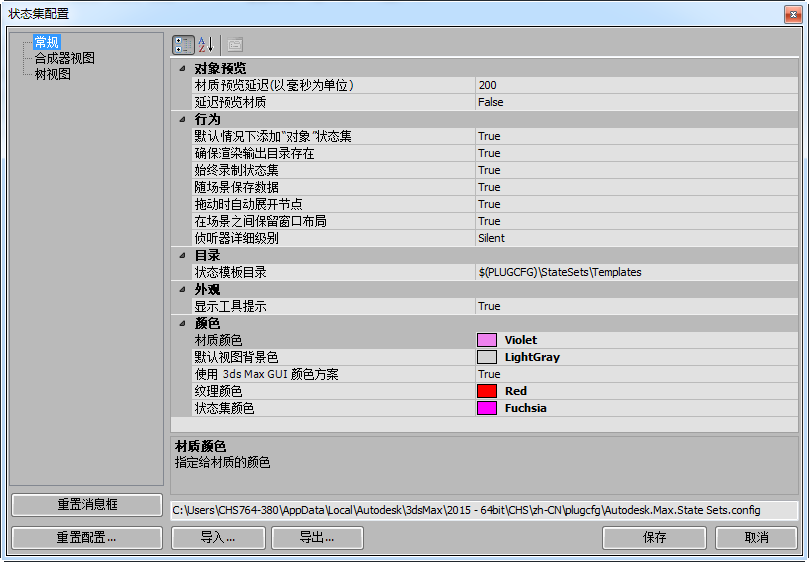 状态集配置
常规
合成器视图
树视图
对象预览
材质预览延迟(以毫秒为单位) 200
延迟预览材质 False
行为
默认情况下添加“对象”状态集 True
确保渲染输出目录存在 True
始终录制状态集 True
随场景保存数据 True
拖动时自动展开节点 True
在场景之间保留窗口布局 True
侦听器详细级别 Silent
目录
状态模板目录 $(PLUGCFG)\StateSets\Templates
外观
显示工具提示 True
颜色
材质颜色 Violet
默认视图背景色 LightGray
使用 3ds Max GUI 颜色方案 True
纹理颜色 Red
状态集颜色 Fuchsia
材质颜色
指定给材质的颜色
重置消息框
C:\Users\CHS764-380\AppData\Local\Autodesk\3dsMax\2015 - 64bit\CHS\zh-CN\plugcfg\Autodesk.Max.State Sets.config
重置配置... 导入... 导出... 保存 取消